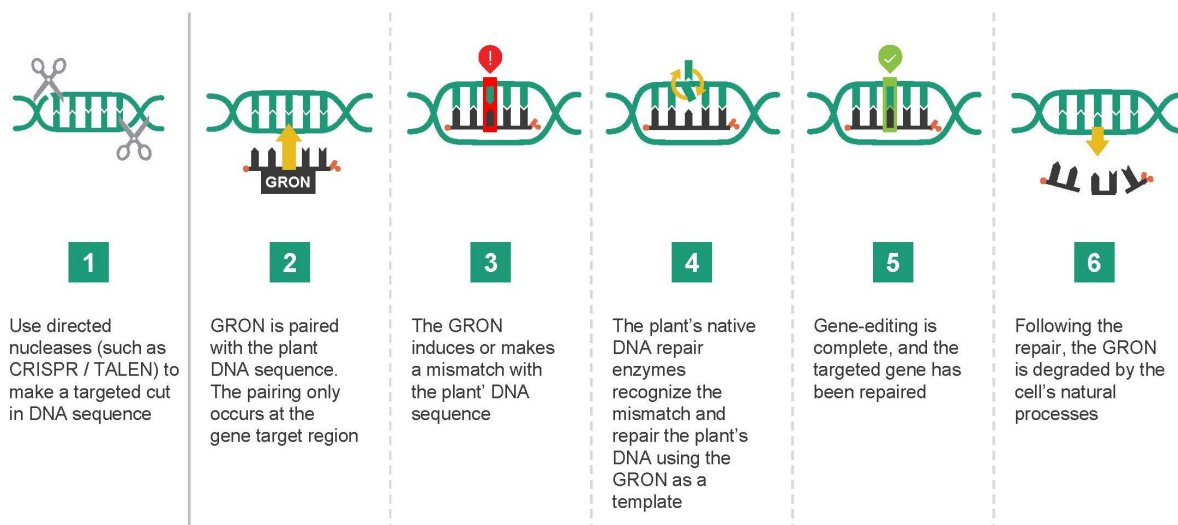 !
GRON
1
2
3
4
5
6
Use directed
nucleases (such as
CRISPR / TALEN) to
make a targeted cut
in DNA sequence
GRON is paired
with the plant
DNA sequence.
The pairing only
occurs at the
gene target region
The GRON
induces or makes
a mismatch with
the plant’ DNA
sequence
The plant’s native
DNA repair
enzymes
recognize the
mismatch and
repair the plant’s
DNA using the
GRON as a
template
Gene-editing is
complete, and the
targeted gene has
been repaired
Following the
repair, the GRON
is degraded by the
cell’s natural
processes